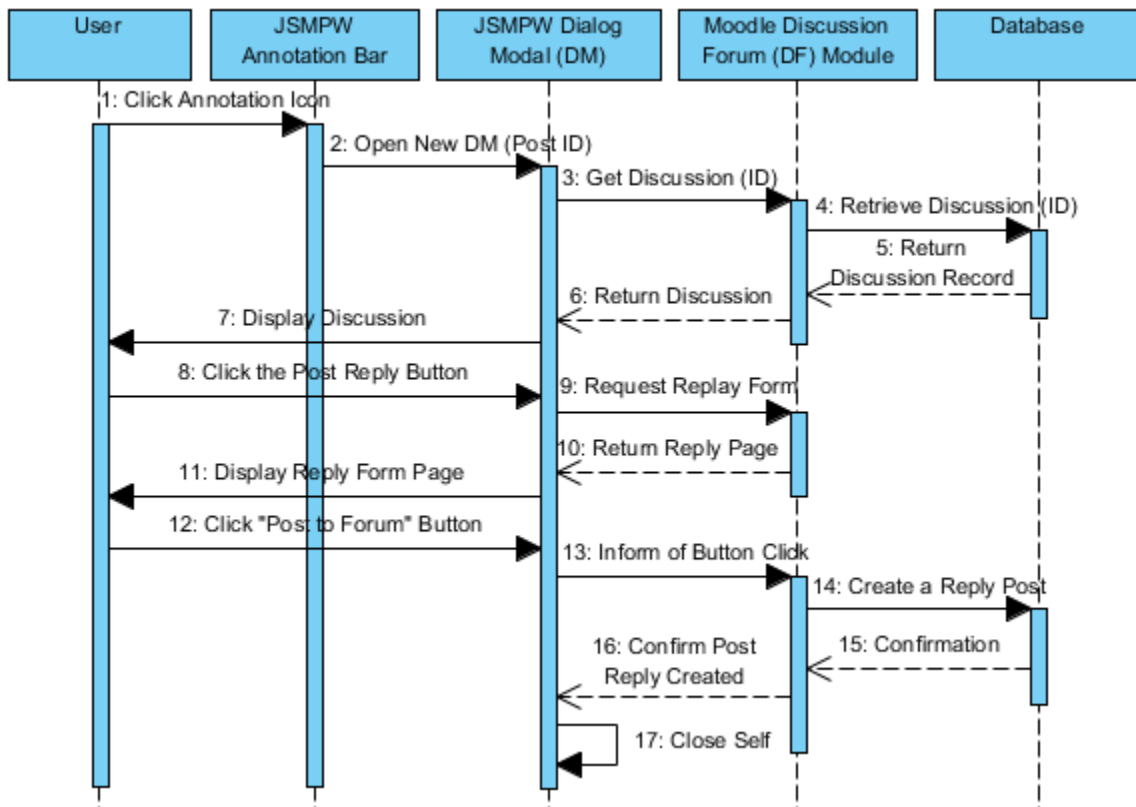 User
JSMPW
Annotation Bar
JSMPW Dialog
Modal (DM)
Moodle Discussion
Forum (DF) Module
Database
1: Click Annotation Icon
2: Open New DM (Post ID)
3: Get Discussion (ID)
4: Retrieve Discussion (ID)
5: Return
Discussion Record
6: Return Discussion
7: Display Discussion
8: Click the Post Reply Button
9: Request Replay Form
10: Return Reply Page
11: Display Reply Form Page
12: Click "Post to Forum" Button
13: Inform of Button Click
14: Create a Reply Post
15: Confirmation
16: Confirm Post
Reply Created
17: Close Self